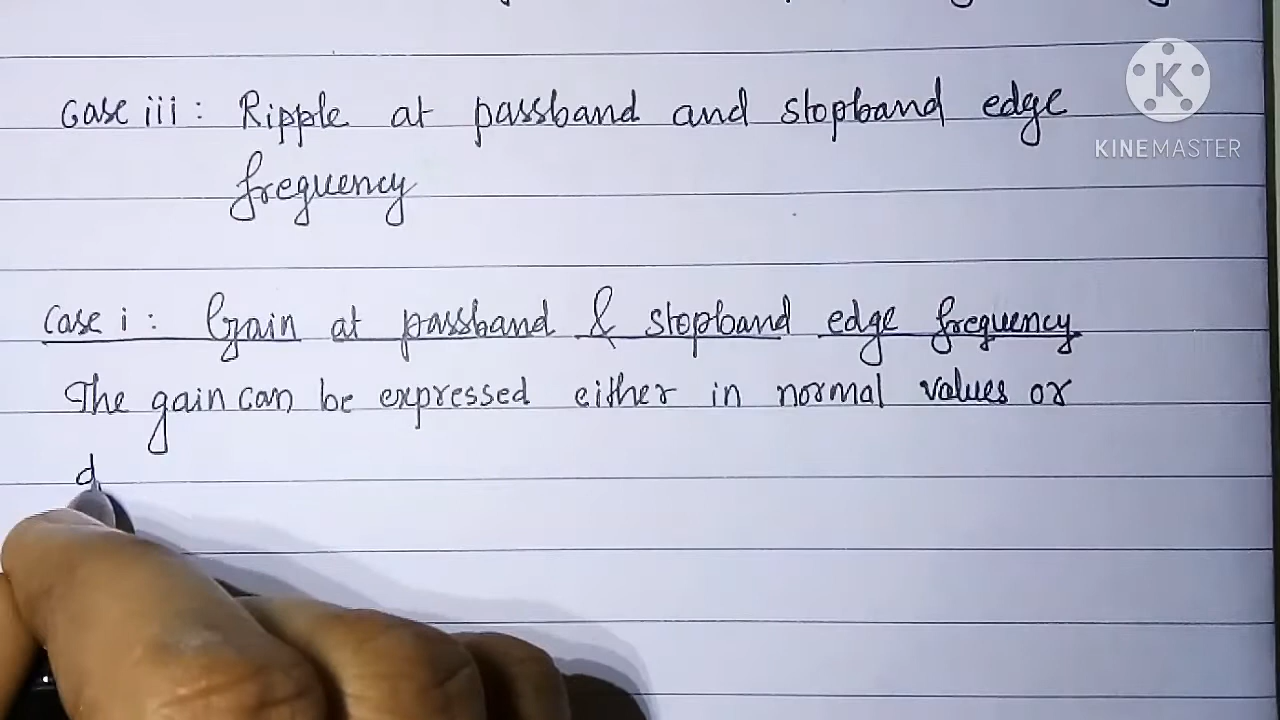 K
KINEMASTER
Case iii : Ripple at passband and stopband edge
frequency
Case i : Gain at passband & stopband edge frequency
The gain can be expressed either in normal values or
d